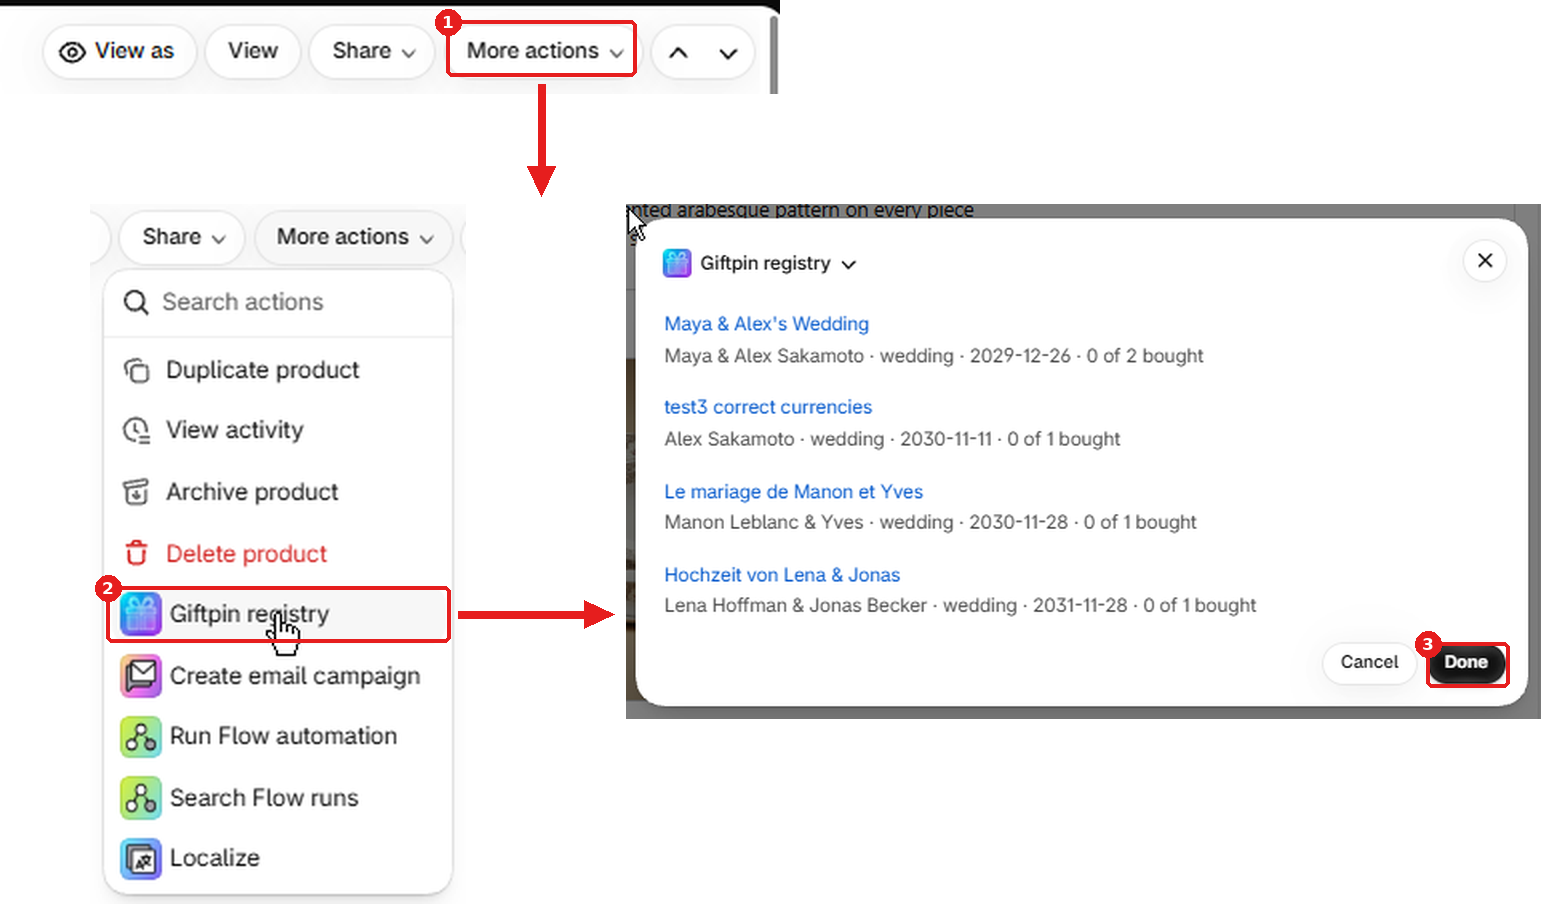 View as
View
Share
1
More actions
Share
More actions
Search actions
Duplicate product
View activity
Archive product
Delete product
2
Giftpin registry
Create email campaign
Run Flow automation
Search Flow runs
Localize
nted arabesque pattern on every piece
Giftpin registry
Maya & Alex's Wedding
Maya & Alex Sakamoto · wedding · 2029-12-26 · 0 of 2 bought
test3 correct currencies
Alex Sakamoto · wedding · 2030-11-11 · 0 of 1 bought
Le mariage de Manon et Yves
Manon Leblanc & Yves · wedding · 2030-11-28 · 0 of 1 bought
Hochzeit von Lena & Jonas
Lena Hoffman & Jonas Becker · wedding · 2031-11-28 · 0 of 1 bought
Cancel
3
Done